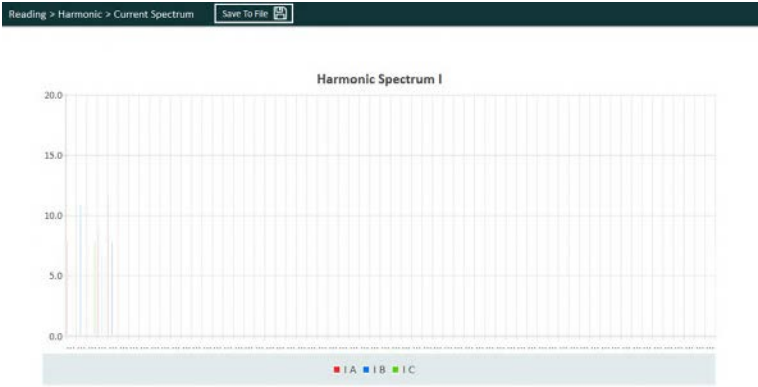 Reading > Harmonic > Current Spectrum
Save To File
Harmonic Spectrum I
20.0
15.0
10.0
5.0
0.0
I A I B I C